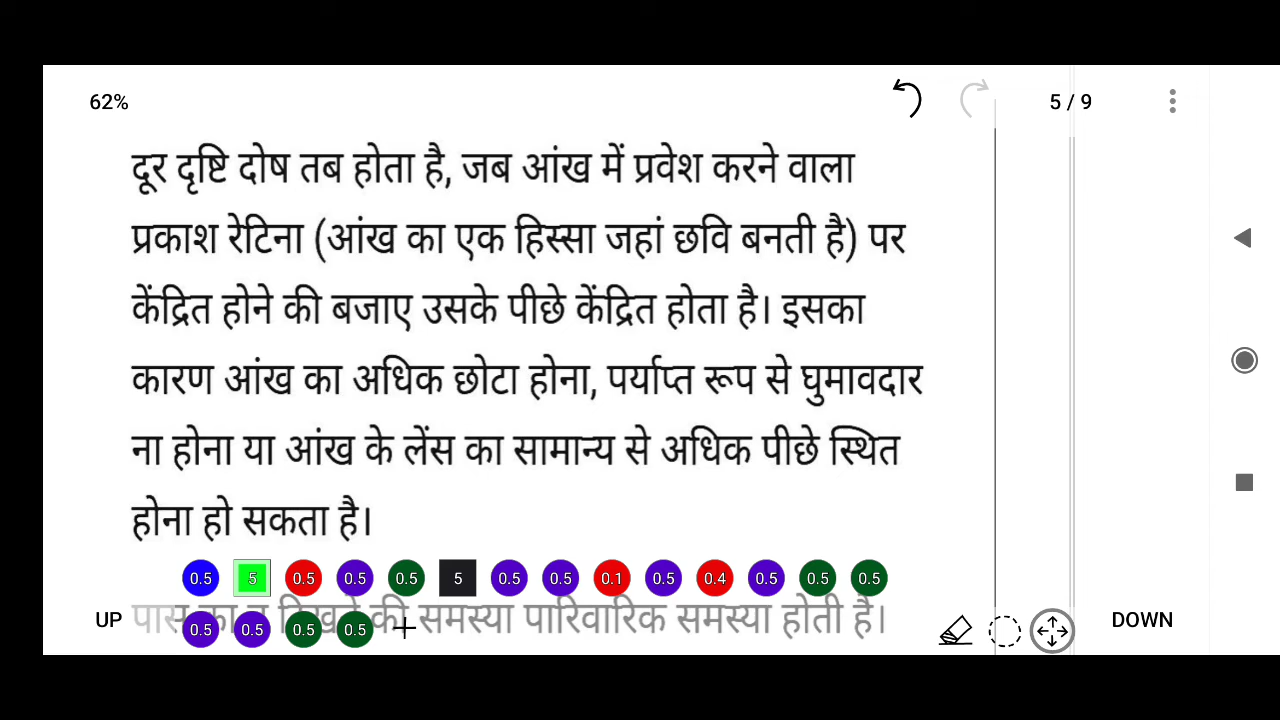 62%
5 / 9
दूर दृष्टि दोष तब होता है, जब आंख में प्रवेश करने वाला
प्रकाश रेटिना (आंख का एक हिस्सा जहां छवि बनती है) पर
केंद्रित होने की बजाए उसके पीछे केंद्रित होता है। इसका
कारण आंख का अधिक छोटा होना, पर्याप्त रूप से घुमावदार
ना होना या आंख के लेंस का सामान्य से अधिक पीछे स्थित
होना हो सकता है।
0.5 5 0.5 0.5 0.5 5 0.5 0.5 0.1 0.5 0.4 0.5 0.5 0.5
UP पास का न दिखने की समस्या पारिवारिक समस्या होती है। DOWN
0.5 0.5 0.5 0.5 +